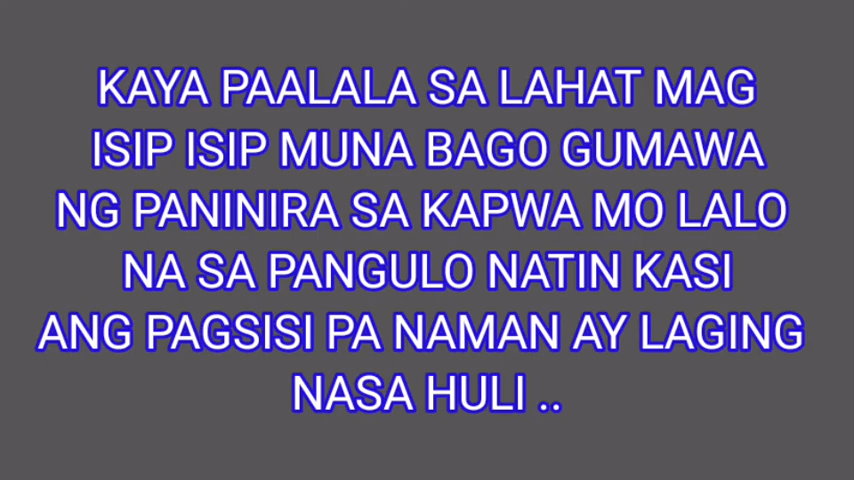 KAYA PAALALA SA LAHAT MAG
ISIP ISIP MUNA BAGO GUMAWA
NG PANINIRA SA KAPWA MO LALO
NA SA PANGULO NATIN KASI
ANG PAGSISI PA NAMAN AY LAGING
NASA HULI ..